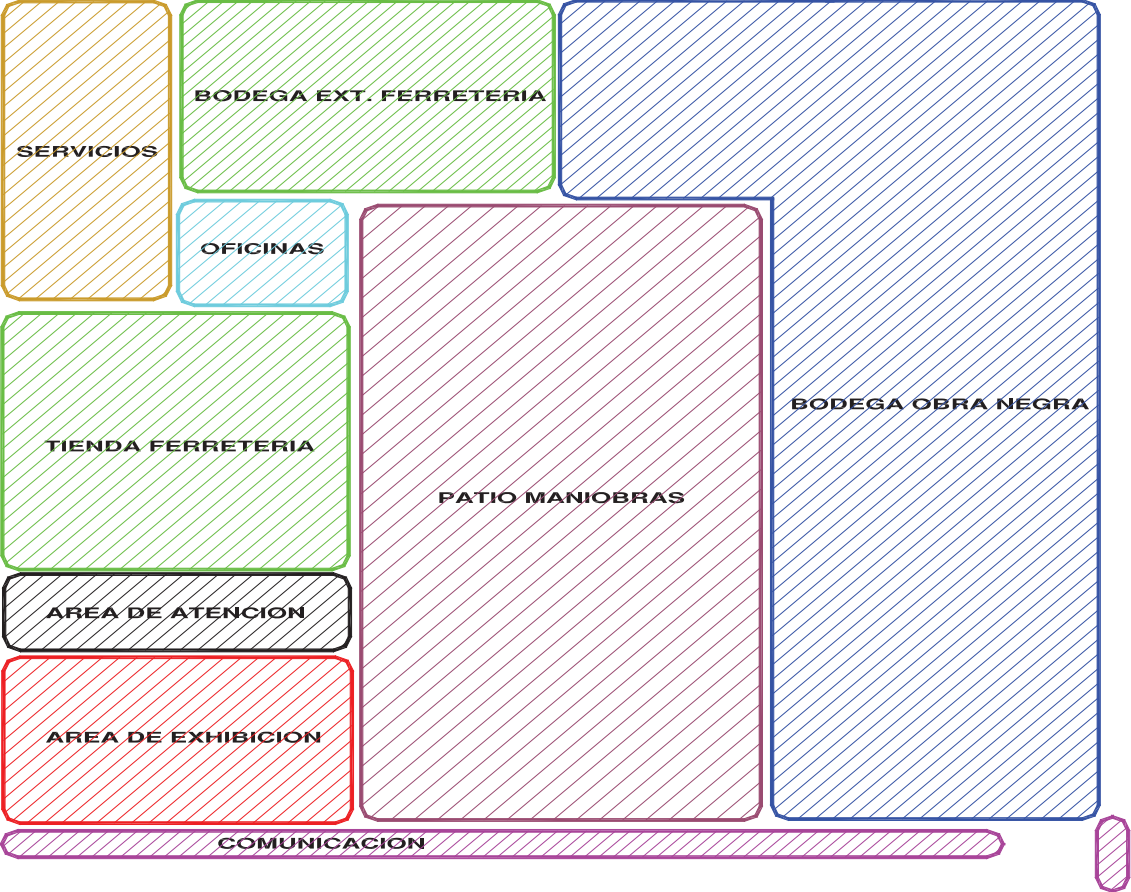 BODEGA EXT. FERRETERIA
SERVICIOS
OFICINAS
BODEGA OBRA NEGRA
TIENDA FERRETERIA
PATIO MANIOBRAS
AREA DE ATENCION
AREA DE EXHIBICION
COMUNICACION